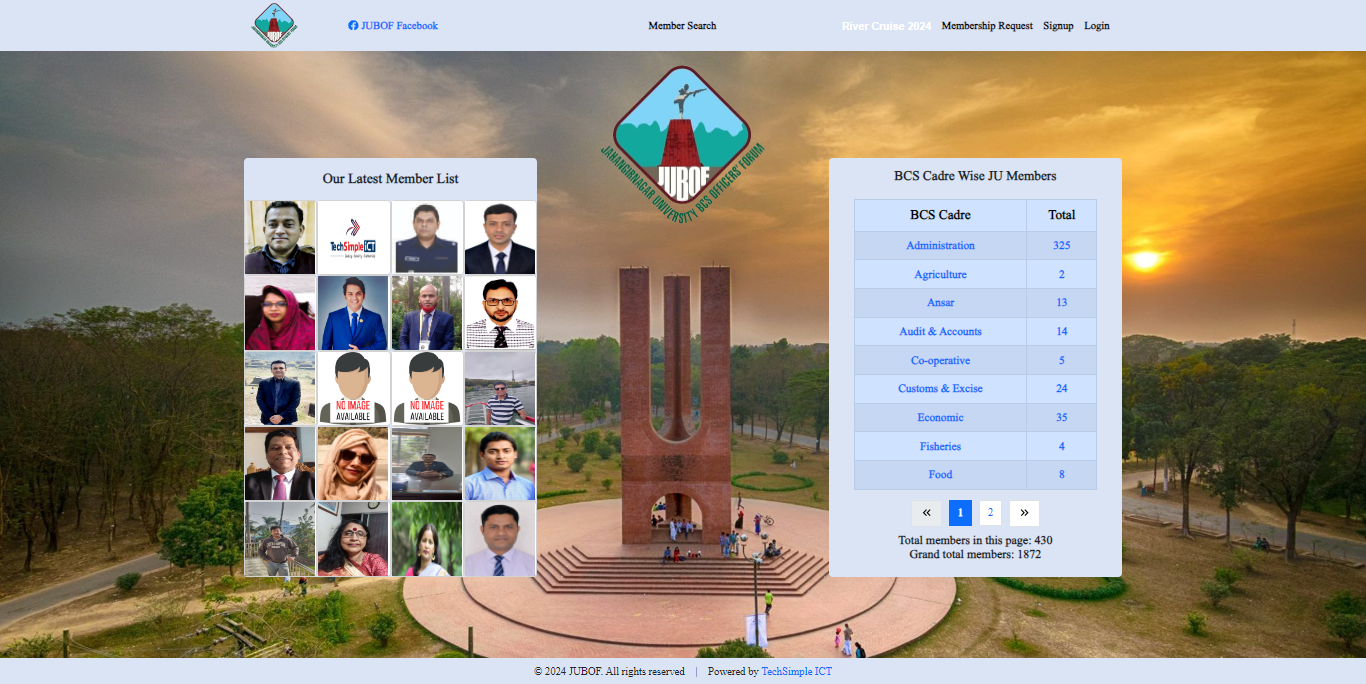 JUBOF Facebook
Member Search
River Cruise 2024
Membership Request
Signup
Login
JUBOF
JAHANGIRNAGAR UNIVERSITY BCS OFFICERS' FORUM
Our Latest Member List
TechSimple ICT
NO IMAGE
AVAILABLE
NO IMAGE
AVAILABLE
BCS Cadre Wise JU Members
BCS Cadre Total
Administration 325
Agriculture 2
Ansar 13
Audit & Accounts 14
Co-operative 5
Customs & Excise 24
Economic 35
Fisheries 4
Food 8
« 1 2 »
Total members in this page: 430
Grand total members: 1872
© 2024 JUBOF. All rights reserved | Powered by TechSimple ICT